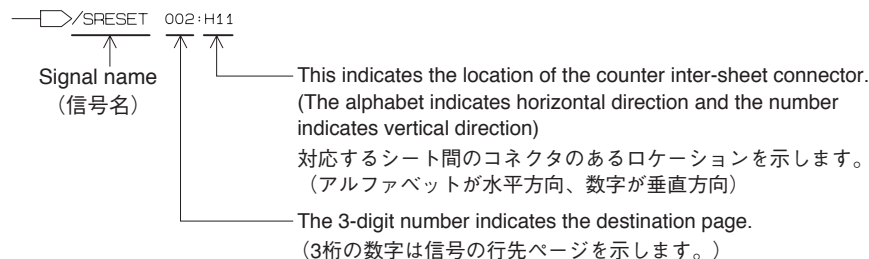 /SRESET 002:H11
Signal name
（信号名）
This indicates the location of the counter inter-sheet connector.
(The alphabet indicates horizontal direction and the number
indicates vertical direction)
対応するシート間のコネクタのあるロケーションを示します。
（アルファベットが水平方向、数字が垂直方向）
The 3-digit number indicates the destination page.
（3桁の数字は信号の行先ページを示します。）